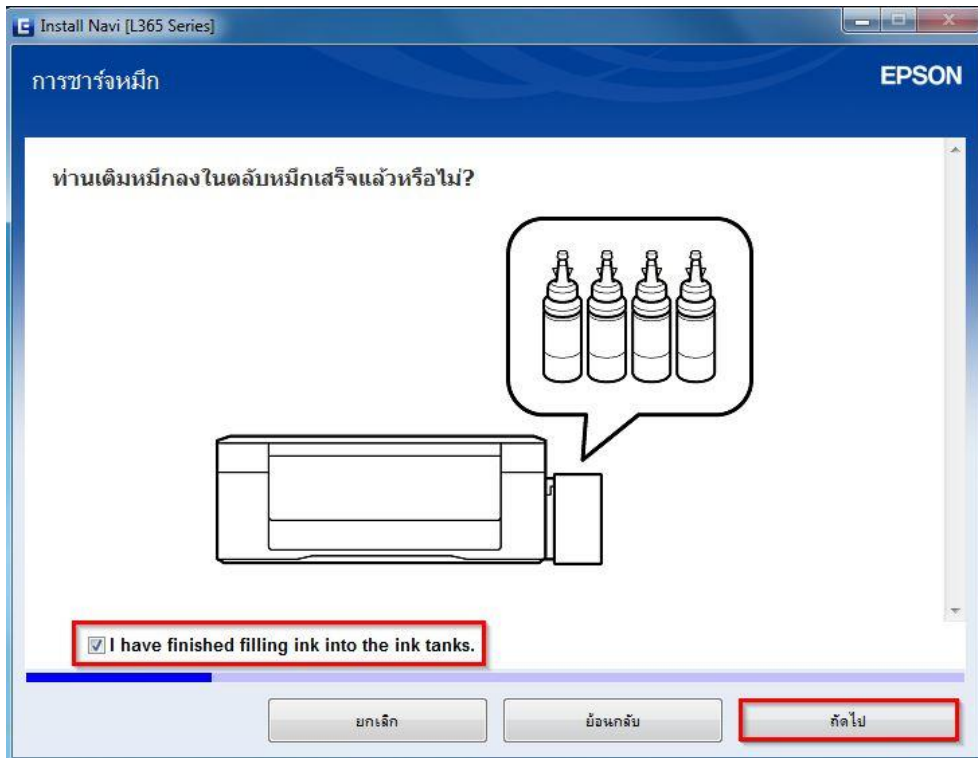 Install Navi [L365 Series]
การชาร์จหมึก
EPSON
ท่านเติมหมึกลงในตลับหมึกเสร็จแล้วหรือไม่?
I have finished filling ink into the ink tanks.
ยกเลิก
ย้อนกลับ
ถัดไป